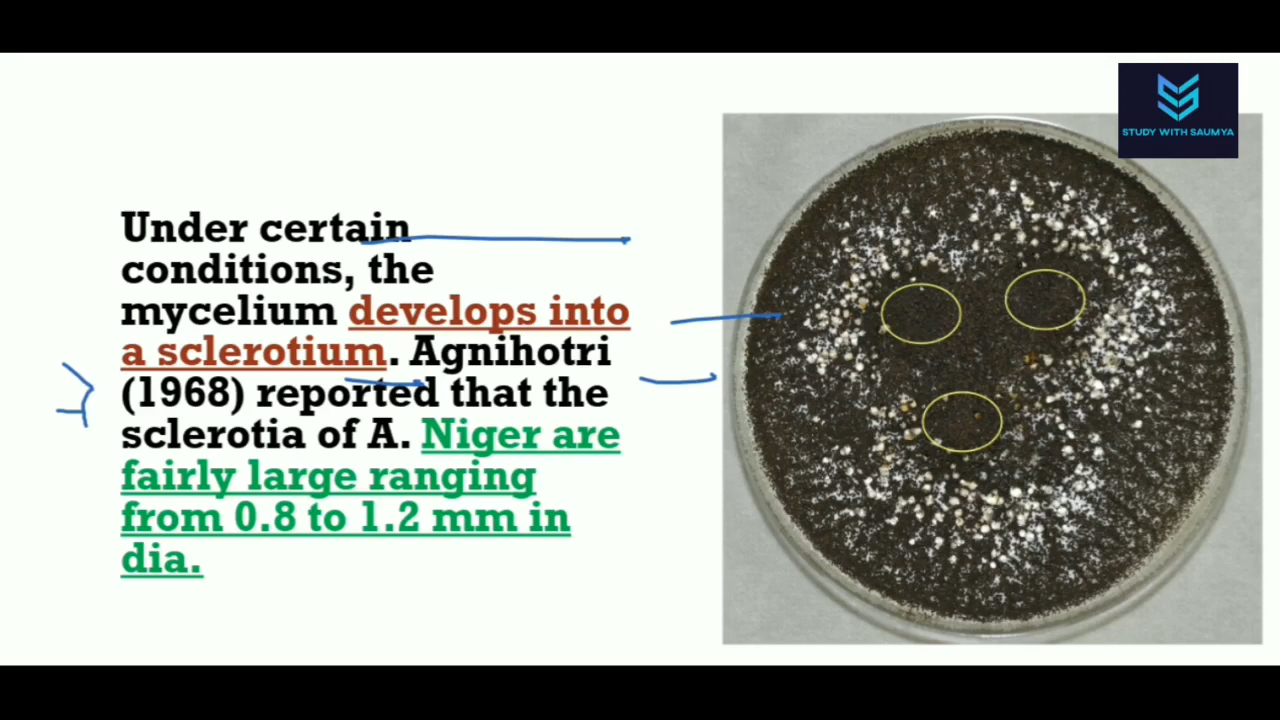 STUDY WITH SAUMYA
Under certain
conditions, the
mycelium develops into
a sclerotium. Agnihotri
(1968) reported that the
sclerotia of A. Niger are
fairly large ranging
from 0.8 to 1.2 mm in
dia.